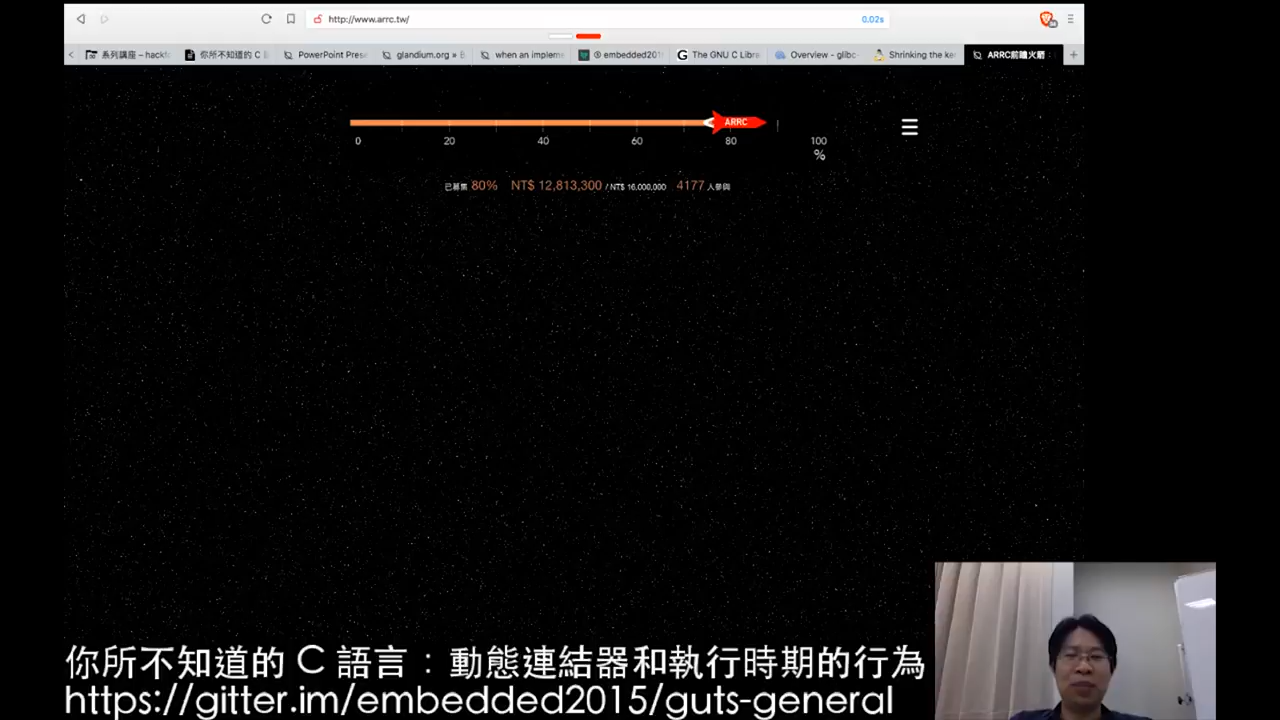 http://www.arrc.tw/
0.02s
系列講座 – hack
你所不知道的 C
PowerPoint Pres
glandium.org »
when an implem
® embedded201
The GNU C Libra
Overview - glibc-
Shrinking the ke
ARRC前瞻火箭
ARRC
0 20 40 60 80 100
%
已募集 80% NT$ 12,813,300 / NT$ 16,000,000 4177 人參與
你所不知道的 C 語言：動態連結器和執行時期的行為
https://gitter.im/embedded2015/guts-general